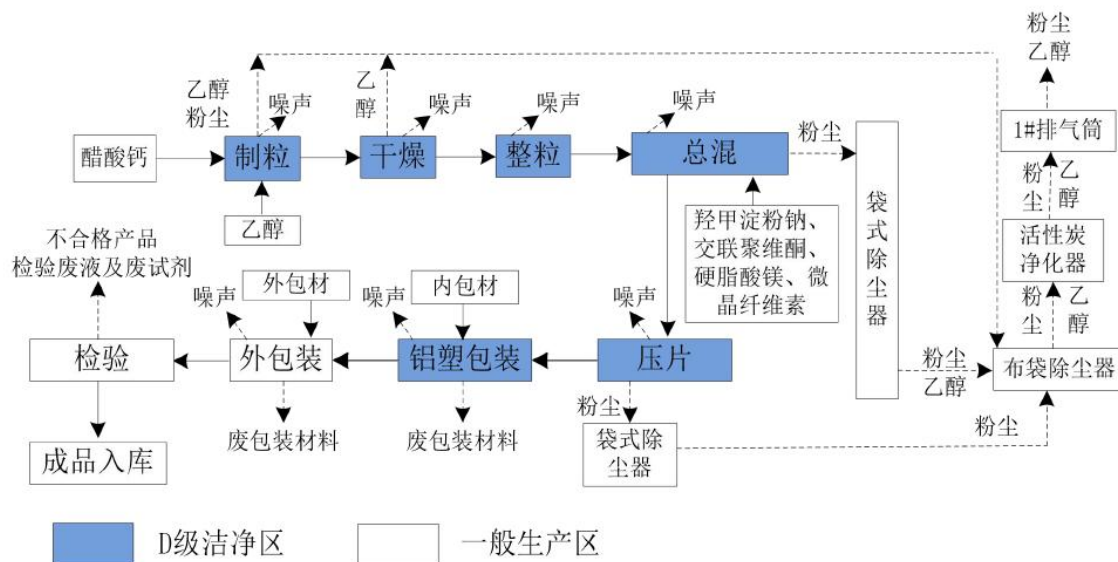 粉尘
乙醇
乙醇
粉尘
噪声
乙
醇
噪声
噪声
噪声
粉尘
1#排气筒
醋酸钙
制粒
干燥
整粒
总混
粉
尘
乙
醇
乙醇
羟甲淀粉钠、
交联聚维酮、
硬脂酸镁、微
晶纤维素
袋
式
除
尘
器
活性炭
净化器
不合格产品
检验废液及废试剂
噪声
外包材
噪声
内包材
噪声
粉
尘
乙
醇
检验
外包装
铝塑包装
压片
粉尘
乙醇
布袋除尘器
粉尘
废包装材料
废包装材料
袋式除
尘器
粉尘
成品入库
D级洁净区
一般生产区